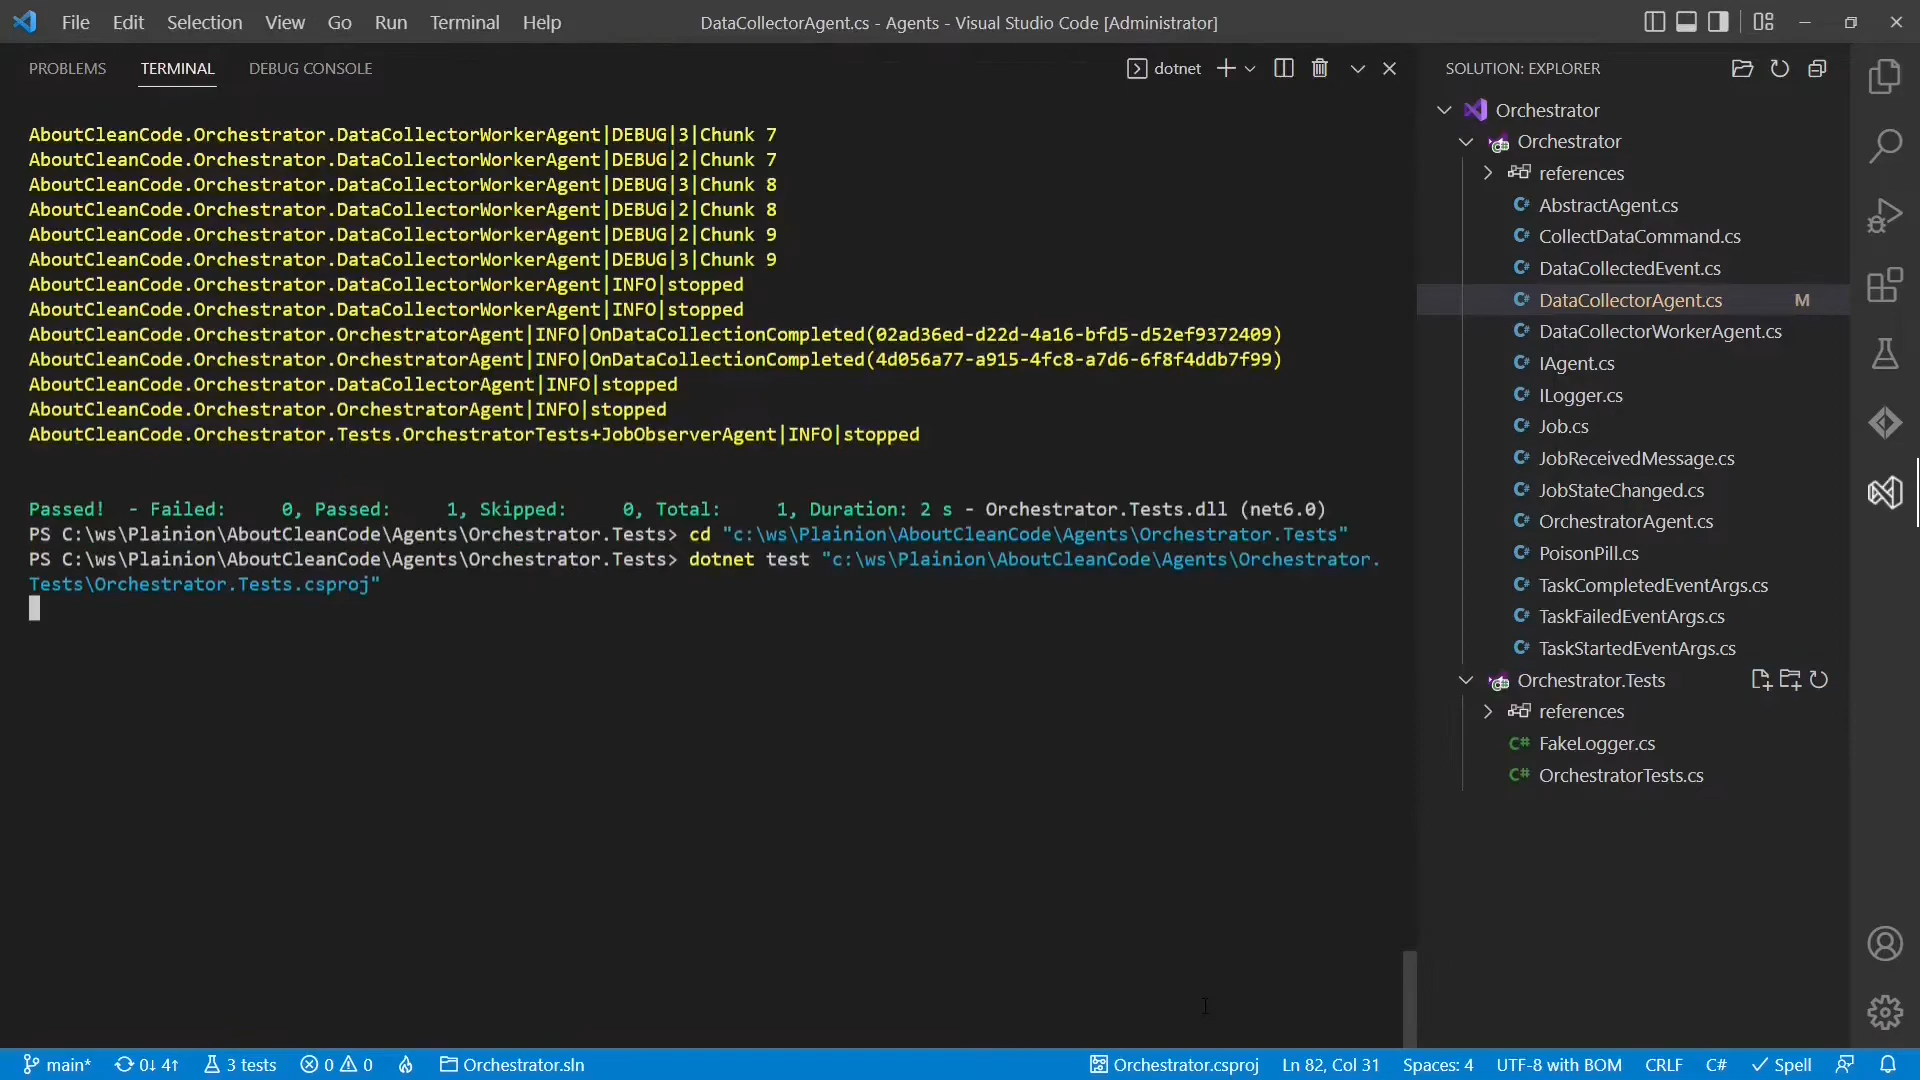 File Edit Selection View Go Run Terminal Help
DataCollectorAgent.cs - Agents - Visual Studio Code [Administrator]
PROBLEMS TERMINAL DEBUG CONSOLE
dotnet
AboutCleanCode.Orchestrator.DataCollectorWorkerAgent|DEBUG|3|Chunk 7
AboutCleanCode.Orchestrator.DataCollectorWorkerAgent|DEBUG|2|Chunk 7
AboutCleanCode.Orchestrator.DataCollectorWorkerAgent|DEBUG|3|Chunk 8
AboutCleanCode.Orchestrator.DataCollectorWorkerAgent|DEBUG|2|Chunk 8
AboutCleanCode.Orchestrator.DataCollectorWorkerAgent|DEBUG|2|Chunk 9
AboutCleanCode.Orchestrator.DataCollectorWorkerAgent|DEBUG|3|Chunk 9
AboutCleanCode.Orchestrator.DataCollectorWorkerAgent|INFO|stopped
AboutCleanCode.Orchestrator.DataCollectorWorkerAgent|INFO|stopped
AboutCleanCode.Orchestrator.OrchestratorAgent|INFO|OnDataCollectionCompleted(02ad36ed-d22d-4a16-bfd5-d52ef9372409)
AboutCleanCode.Orchestrator.OrchestratorAgent|INFO|OnDataCollectionCompleted(4d056a77-a915-4fc8-a7d6-6f8f4ddb7f99)
AboutCleanCode.Orchestrator.DataCollectorAgent|INFO|stopped
AboutCleanCode.Orchestrator.OrchestratorAgent|INFO|stopped
AboutCleanCode.Orchestrator.Tests.OrchestratorTests+JobObserverAgent|INFO|stopped
Passed!  - Failed:     0, Passed:     1, Skipped:     0, Total:     1, Duration: 2 s - Orchestrator.Tests.dll (net6.0)
PS C:\ws\Plainion\AboutCleanCode\Agents\Orchestrator.Tests> cd "c:\ws\Plainion\AboutCleanCode\Agents\Orchestrator.Tests"
PS C:\ws\Plainion\AboutCleanCode\Agents\Orchestrator.Tests> dotnet test "c:\ws\Plainion\AboutCleanCode\Agents\Orchestrator.
Tests\Orchestrator.Tests.csproj"
SOLUTION: EXPLORER
Orchestrator
Orchestrator
references
AbstractAgent.cs
CollectDataCommand.cs
DataCollectedEvent.cs
DataCollectorAgent.cs M
DataCollectorWorkerAgent.cs
IAgent.cs
ILogger.cs
Job.cs
JobReceivedMessage.cs
JobStateChanged.cs
OrchestratorAgent.cs
PoisonPill.cs
TaskCompletedEventArgs.cs
TaskFailedEventArgs.cs
TaskStartedEventArgs.cs
Orchestrator.Tests
references
FakeLogger.cs
OrchestratorTests.cs
main* 0↓ 4↑ 3 tests 0 0 Orchestrator.sln Orchestrator.csproj Ln 82, Col 31 Spaces: 4 UTF-8 with BOM CRLF C# Spell